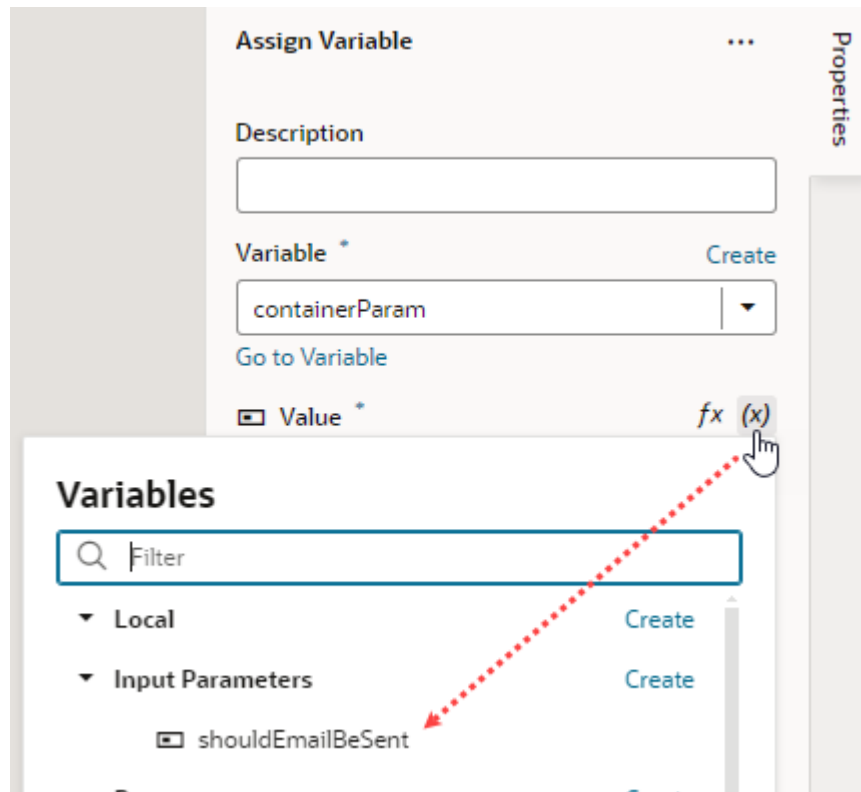 Assign Variable ...
Properties
Description
Variable * Create
containerParam
Go to Variable
Value * fx (x)
Variables
Filter
Local Create
Input Parameters Create
shouldEmailBeSent